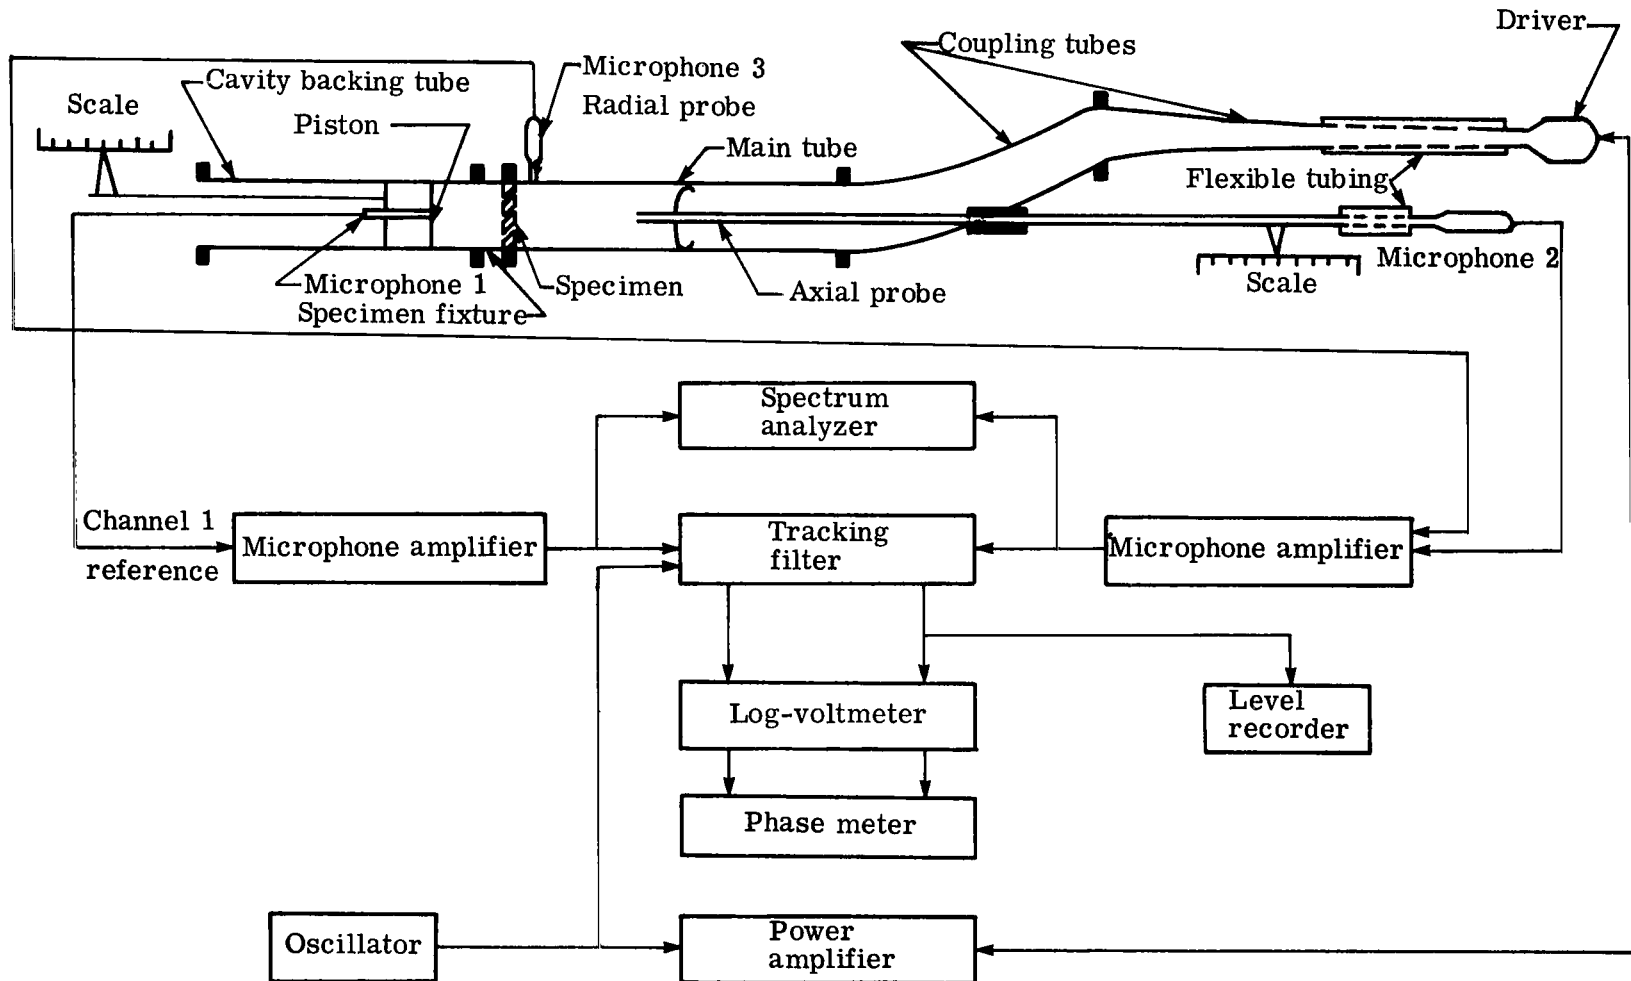 Driver
Coupling tubes
Microphone 3
Radial probe
Cavity backing tube
Scale
Piston
Main tube
Flexible tubing
Microphone 1
Specimen fixture
Specimen
Axial probe
Scale
Microphone 2
Spectrum
analyzer
Channel 1
reference
Microphone amplifier
Tracking
filter
Microphone amplifier
Log-voltmeter
Level
recorder
Phase meter
Oscillator
Power
amplifier